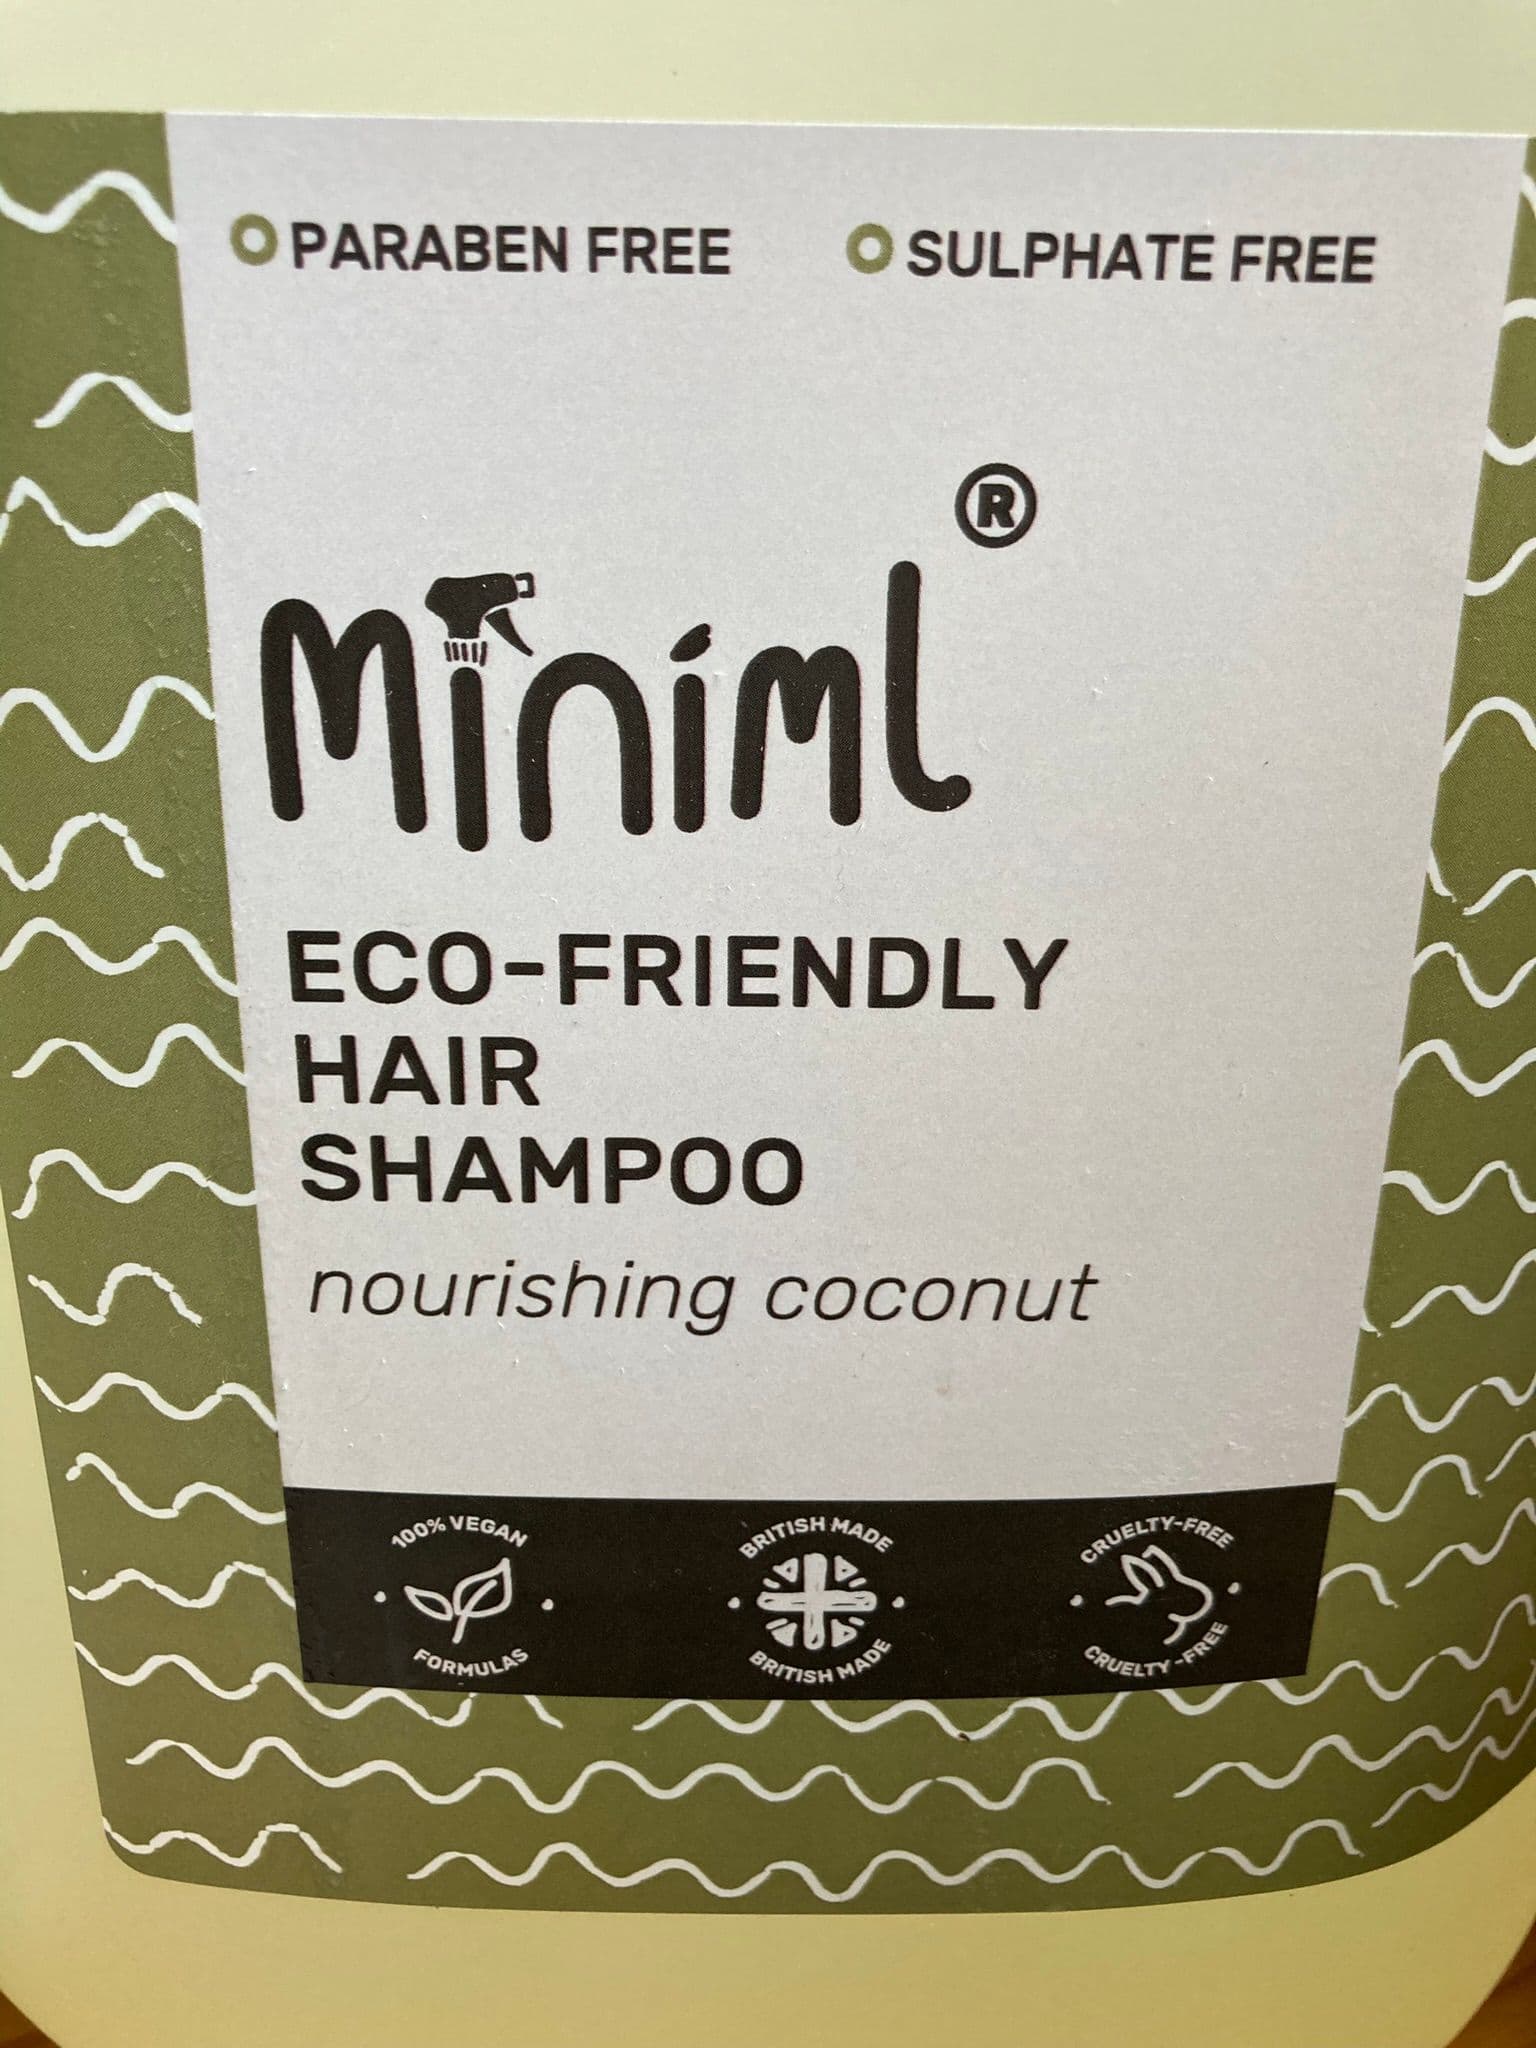 PARABEN FREE SULPHATE FREE
Miniml®
ECO-FRIENDLY
HAIR
SHAMPOO
nourishing coconut
100% VEGAN
FORMULAS
BRITISH MADE
BRITISH MADE
CRUELTY-FREE
CRUELTY-FREE